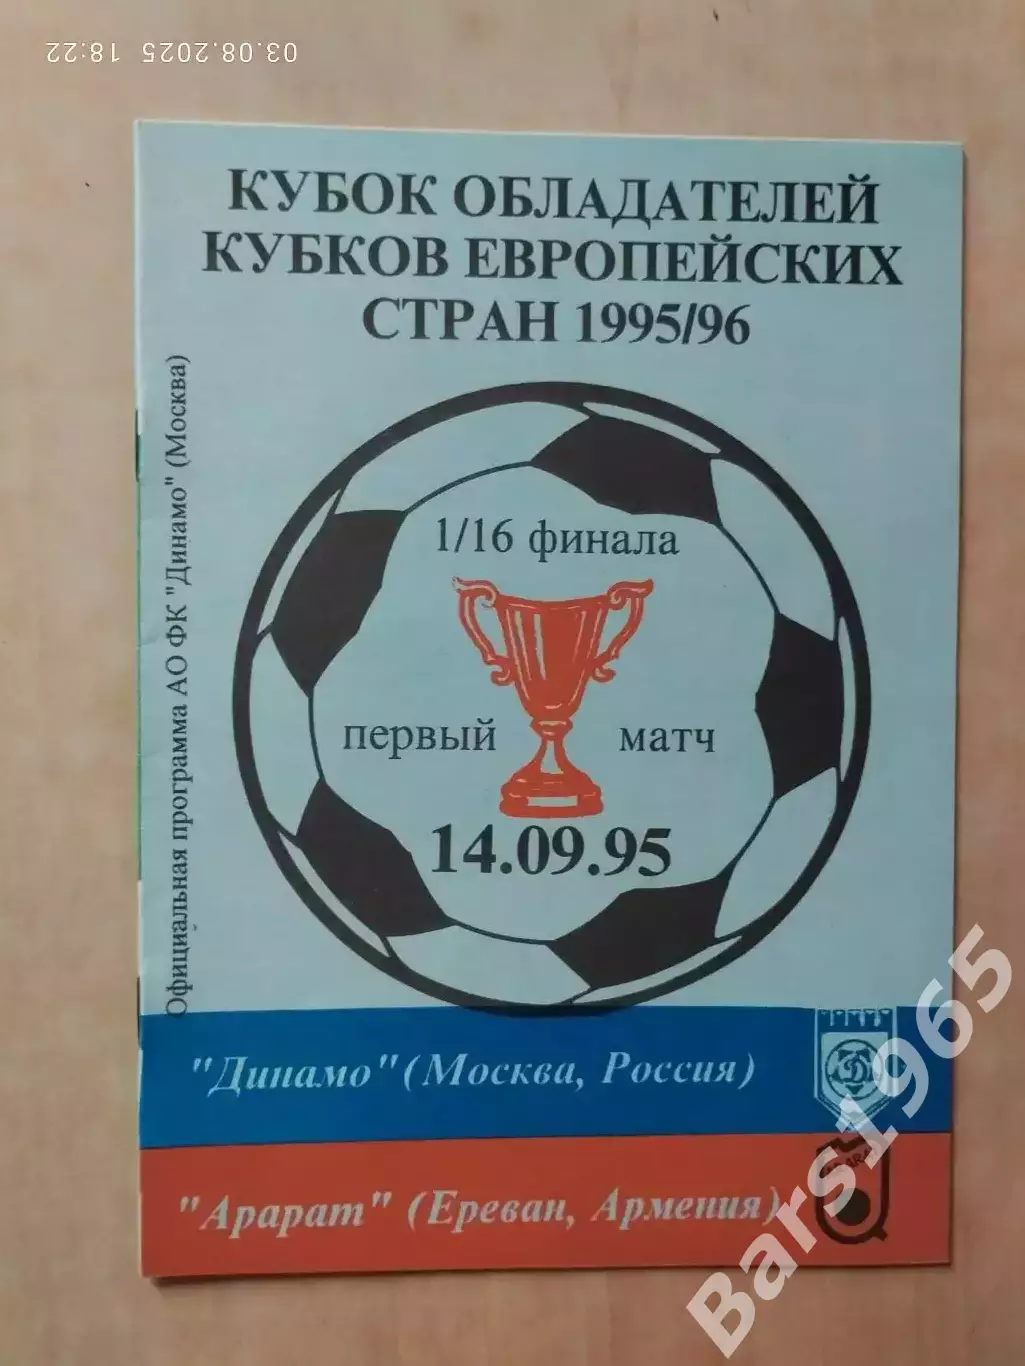 03.08.2025 18:22
КУБОК ОБЛАДАТЕЛЕЙ
КУБКОВ ЕВРОПЕЙСКИХ
СТРАН 1995/96
Официальная программа АО ФК "Динамо" (Москва)
1/16 финала
первый матч
14.09.95
"Динамо" (Москва, Россия)
"Арарат" (Ереван, Армения)
Bars1965